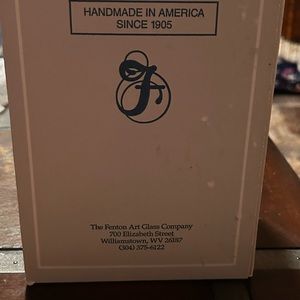 HANDMADE IN AMERICA
SINCE 1905
F
The Fenton Art Glass Company
700 Elizabeth Street
Williamstown, WV 26187
(304) 375-6122